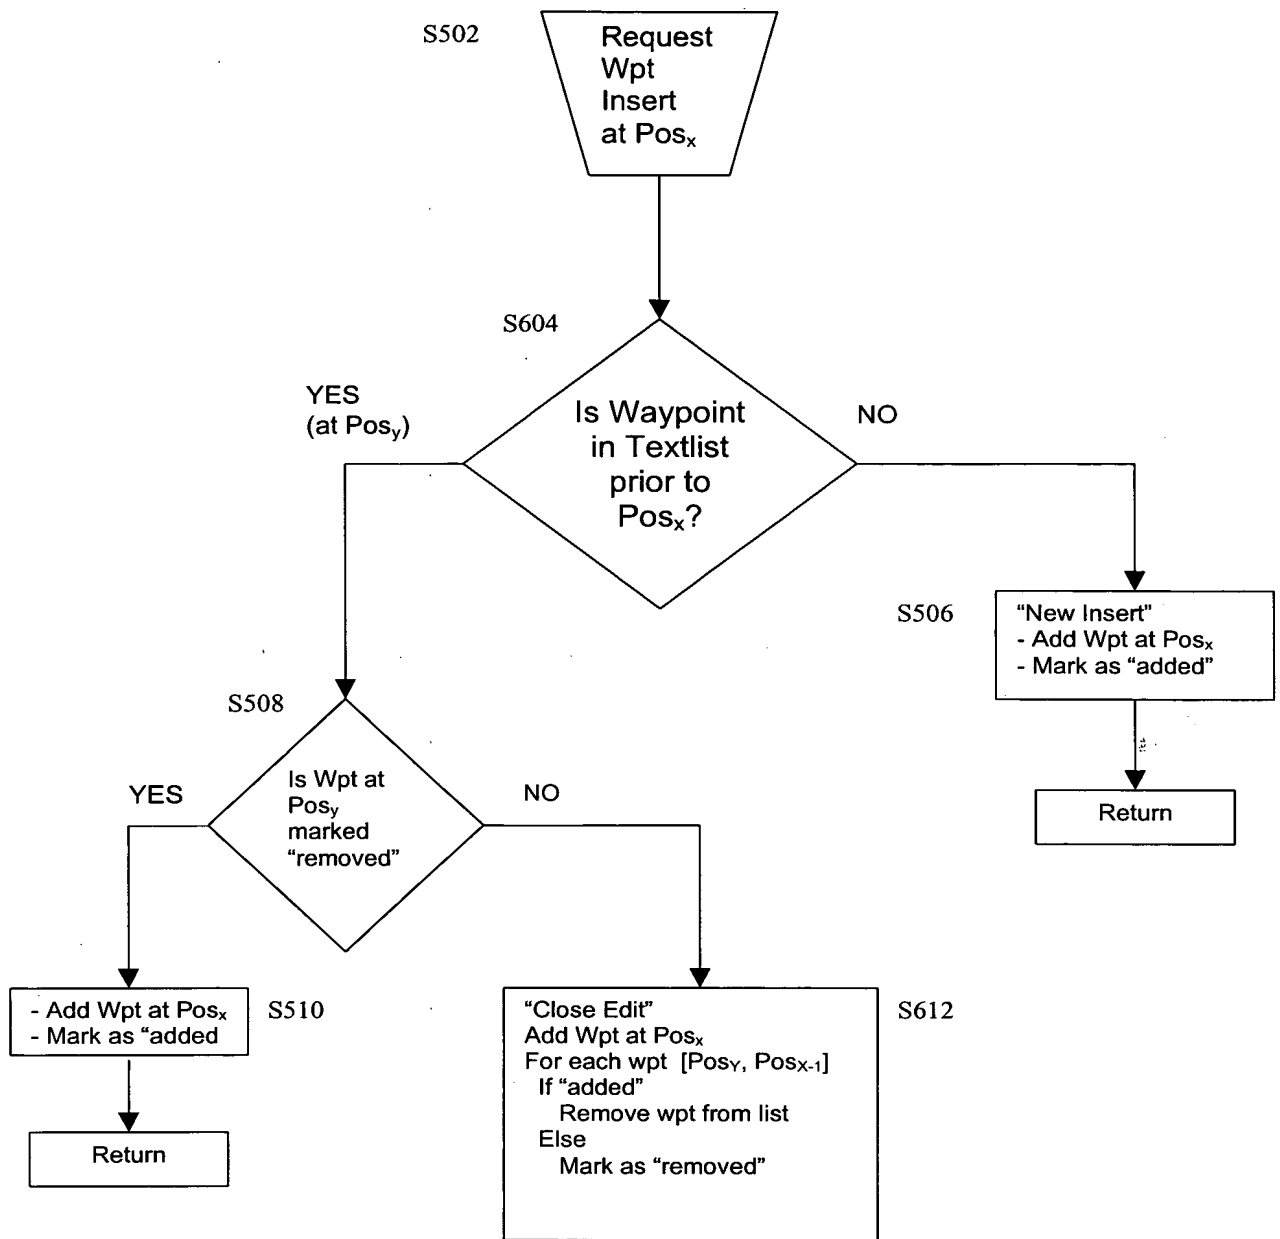 S502
Request
Wpt
Insert
at Posx
S604
YES
(at Posy)
Is Waypoint
in Textlist
prior to
Posx?
NO
S506
“New Insert”
- Add Wpt at Posx
- Mark as “added”
Return
S508
YES
Is Wpt at
Posy
marked
“removed”
NO
- Add Wpt at Posx
- Mark as “added
S510
Return
“Close Edit”
Add Wpt at Posx
For each wpt [PosY, PosX-1]
If “added”
Remove wpt from list
Else
Mark as “removed”
S612